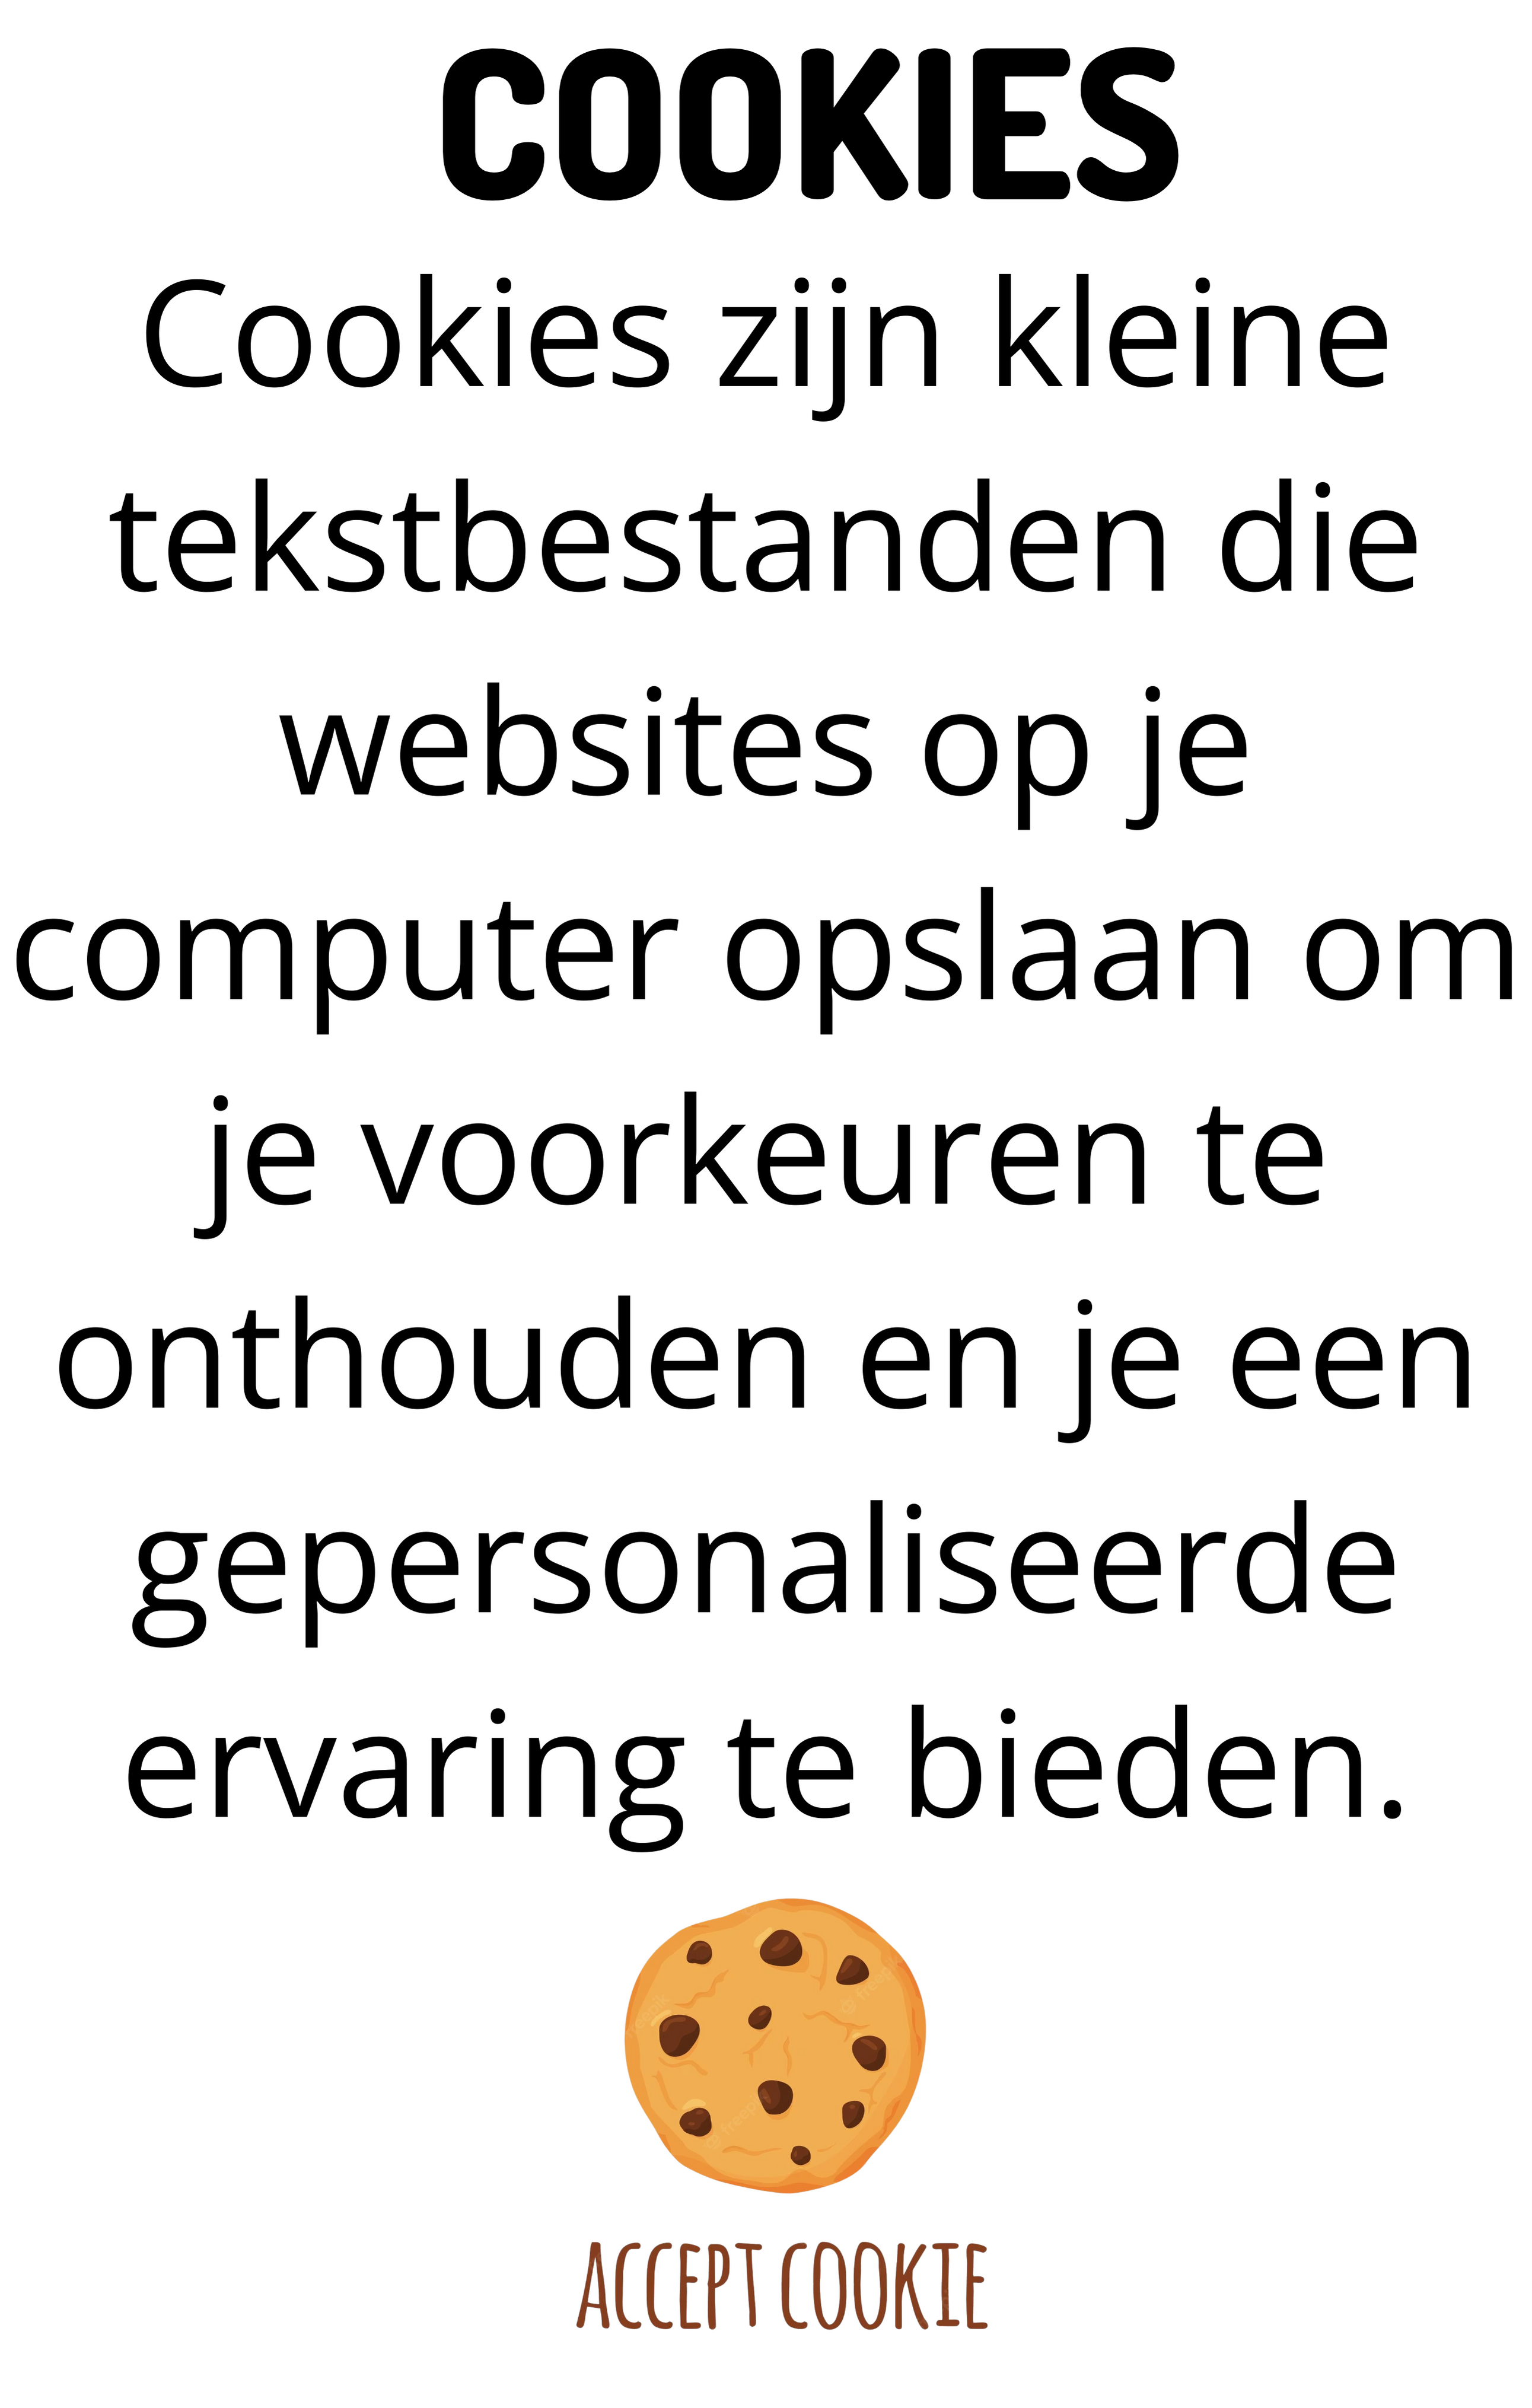 COOKIES
Cookies zijn kleine
tekstbestanden die
websites op je
computer opslaan om
je voorkeuren te
onthouden en je een
gepersonaliseerde
ervaring te bieden.
ACCEPT COOKIE